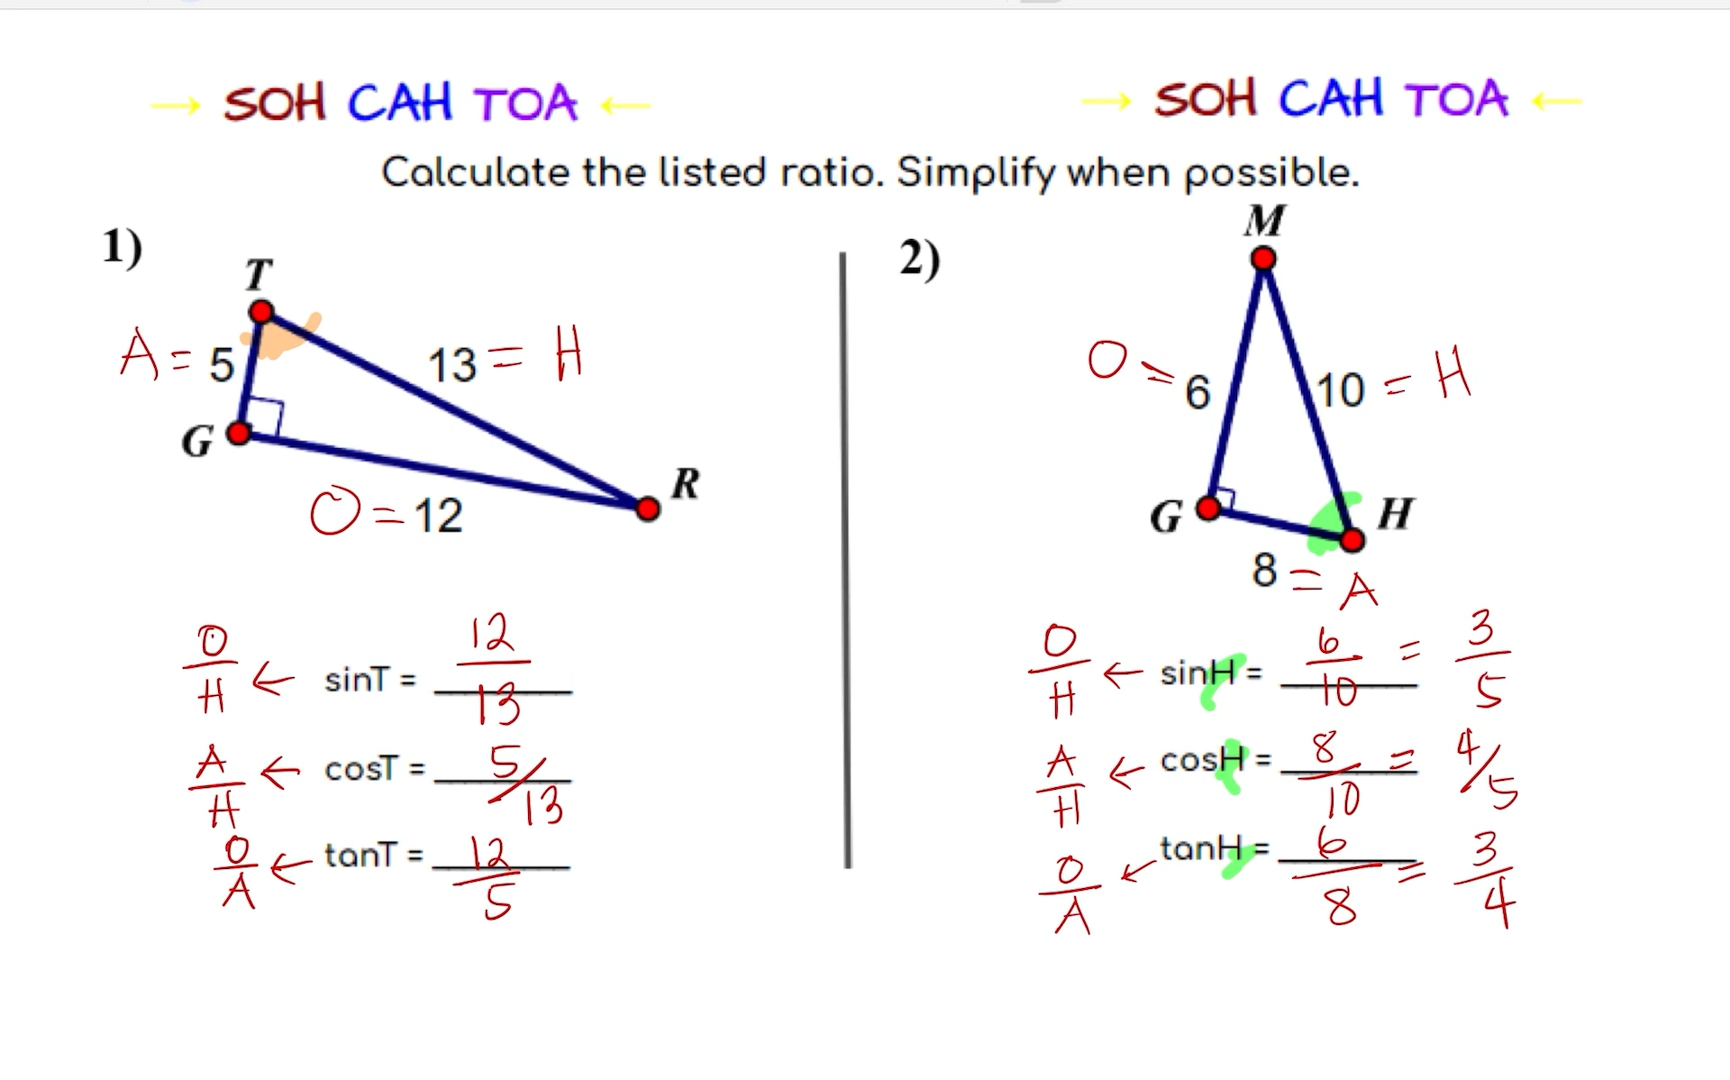 → SOH CAH TOA ←
→ SOH CAH TOA ←
Calculate the listed ratio. Simplify when possible.
1)
T
A = 5
13 = H
G
R
O = 12
O/H ← sinT = 12/13
A/H ← cosT = 5/13
O/A ← tanT = 12/5
2)
M
O = 6
10 = H
G
H
8 = A
O/H ← sinH = 6/10 = 3/5
A/H ← cosH = 8/10 = 4/5
O/A ← tanH = 6/8 = 3/4